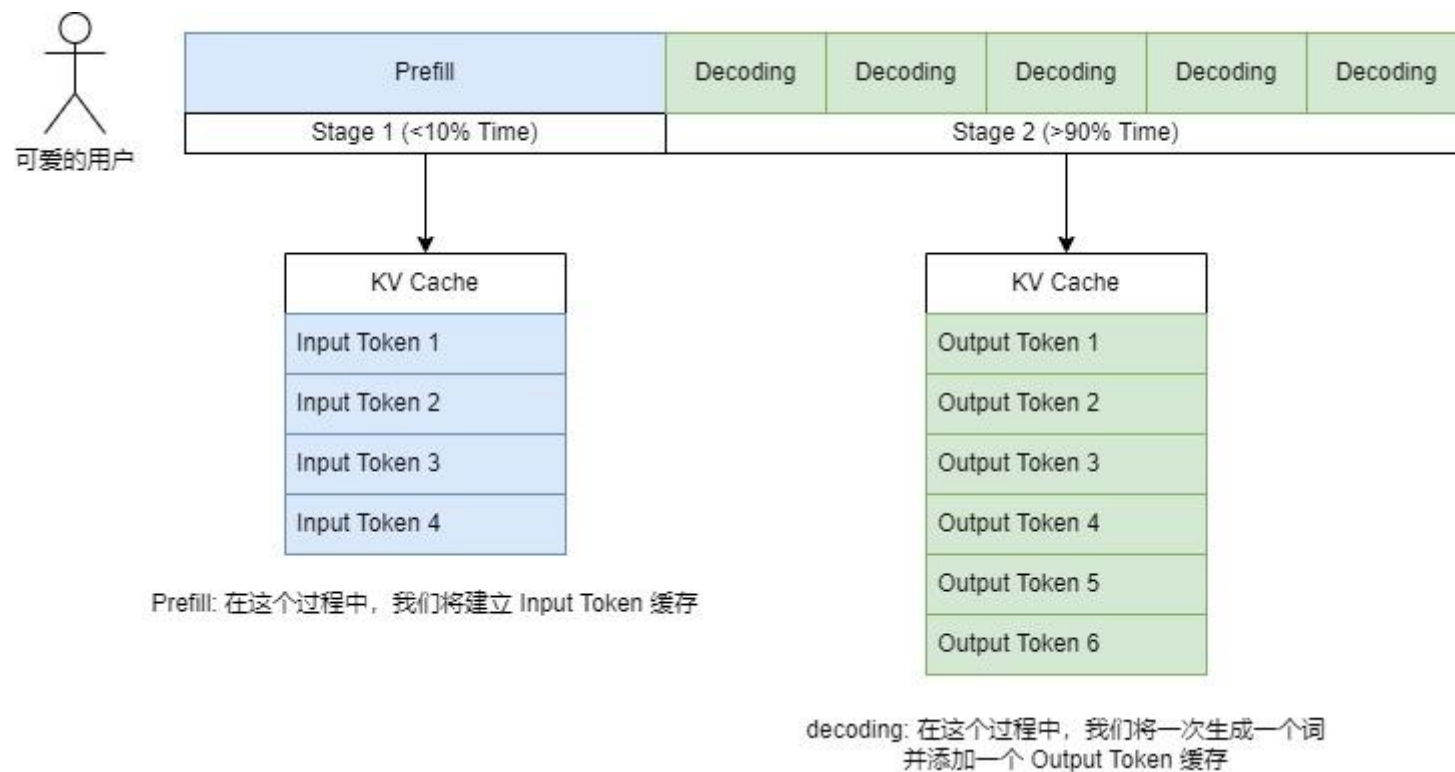 Prefill
Decoding
Decoding
Decoding
Decoding
Decoding
Stage 1 (<10% Time)
Stage 2 (>90% Time)
可爱的用户
KV Cache
Input Token 1
Input Token 2
Input Token 3
Input Token 4
Prefill: 在这个过程中，我们将建立 Input Token 缓存
KV Cache
Output Token 1
Output Token 2
Output Token 3
Output Token 4
Output Token 5
Output Token 6
decoding: 在这个过程中，我们将一次生成一个词
并添加一个 Output Token 缓存